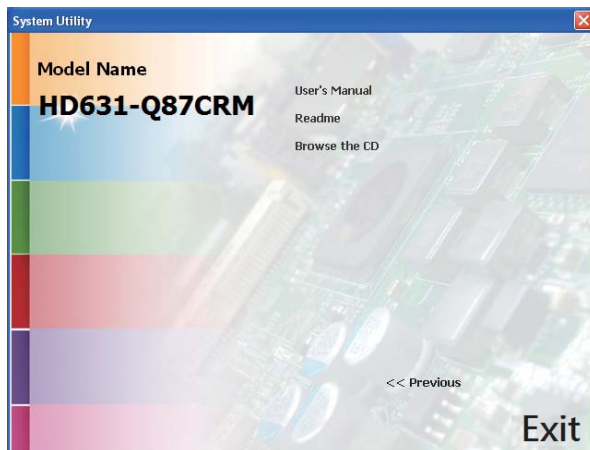 System Utility
Model Name
HD631-Q87CRM
User's Manual
Readme
Browse the CD
<< Previous
Exit